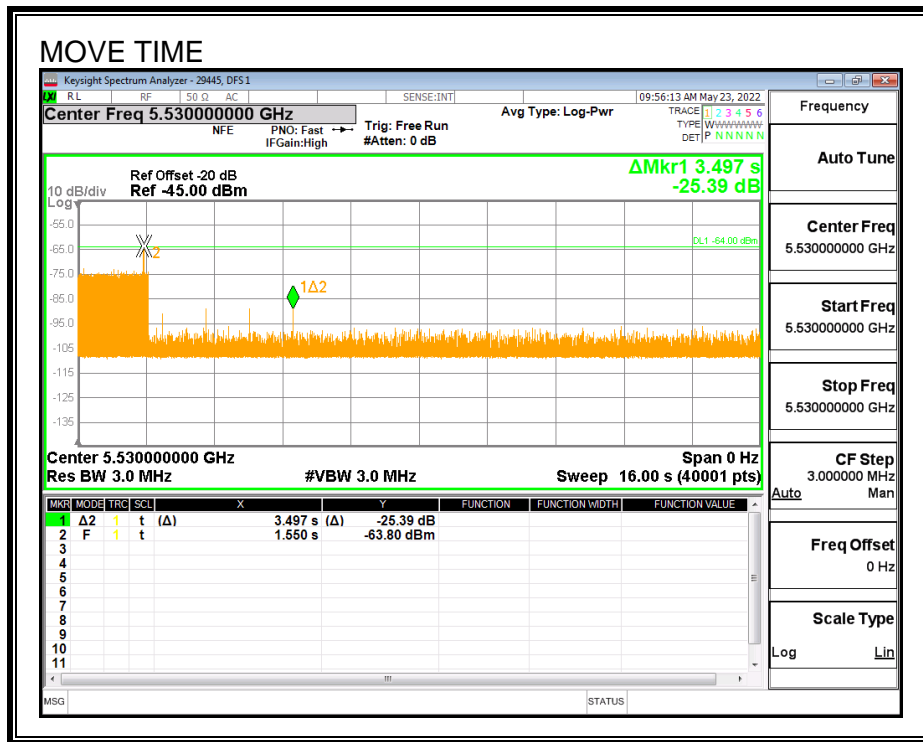 MOVE TIME
Keysight Spectrum Analyzer - 29445, DFS 1
LXI RL RF 50 Ω AC SENSE:INT 09:56:13 AM May 23, 2022
Center Freq 5.530000000 GHz Avg Type: Log-Pwr TRACE 1 2 3 4 5 6
NFE PNO: Fast Trig: Free Run TYPE WWWWWW
IFGain:High #Atten: 0 dB DET P N N N N N
ΔMkr1 3.497 s
Ref Offset -20 dB
10 dB/div Ref -45.00 dBm -25.39 dB
Log
-55.0
DL1 -64.00 dBm
-65.0
2
-75.0
1Δ2
-85.0
-95.0
-105
-115
-125
-135
Center 5.530000000 GHz Span 0 Hz
Res BW 3.0 MHz #VBW 3.0 MHz Sweep 16.00 s (40001 pts)
MKR MODE TRC SCL X Y FUNCTION FUNCTION WIDTH FUNCTION VALUE
1 Δ2 1 t (Δ) 3.497 s (Δ) -25.39 dB
2 F 1 t 1.550 s -63.80 dBm
3
4
5
6
7
8
9
10
11
MSG STATUS
Frequency
Auto Tune
Center Freq
5.530000000 GHz
Start Freq
5.530000000 GHz
Stop Freq
5.530000000 GHz
CF Step
3.000000 MHz
Auto Man
Freq Offset
0 Hz
Scale Type
Log Lin